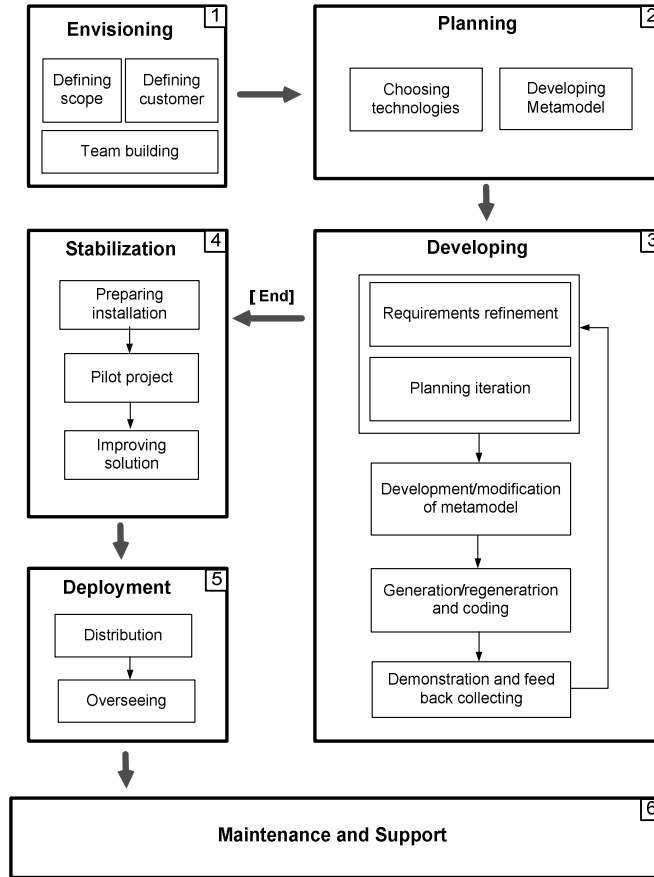 1
Envisioning
Defining
scope
Defining
customer
Team building
2
Planning
Choosing
technologies
Developing
Metamodel
3
Developing
Requirements refinement
Planning iteration
Development/modification
of metamodel
Generation/regeneratrion
and coding
Demonstration and feed
back collecting
[ End]
4
Stabilization
Preparing
installation
Pilot project
Improving
solution
5
Deployment
Distribution
Overseeing
6
Maintenance and Support